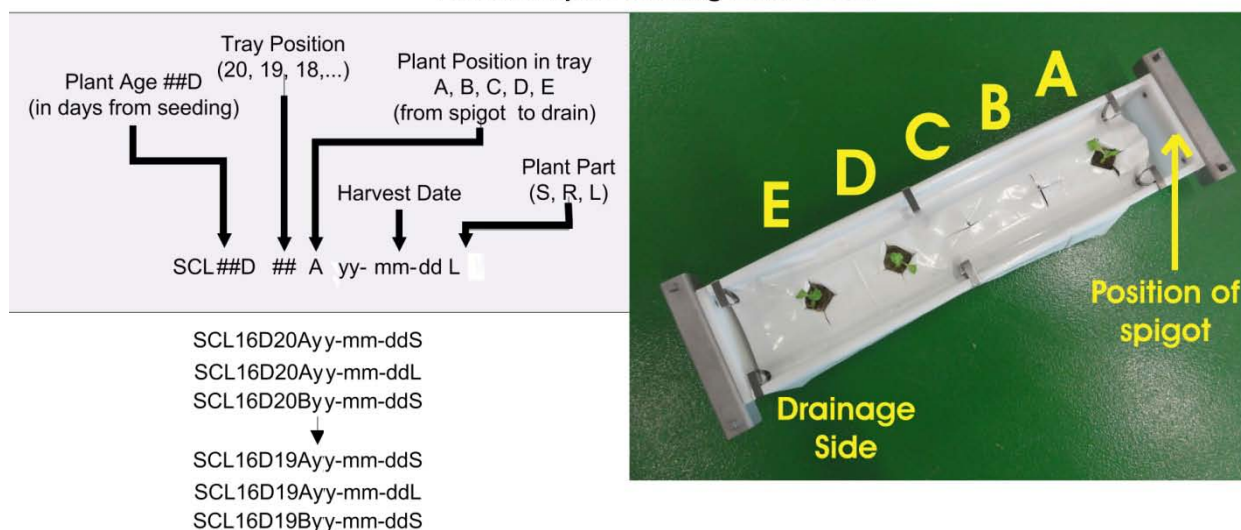 Tray Position
(20, 19, 18,...)
Plant Age ##D
(in days from seeding)
Plant Position in tray
A, B, C, D, E
(from spigot to drain)
Harvest Date
Plant Part
(S, R, L)
SCL##D ## A yy- mm-dd L
SCL16D20Ayy-mm-ddS
SCL16D20Ayy-mm-ddL
SCL16D20Byy-mm-ddS
SCL16D19Ayy-mm-ddS
SCL16D19Ayy-mm-ddL
SCL16D19Byy-mm-ddS
A
B
C
D
E
Position of
spigot
Drainage
Side